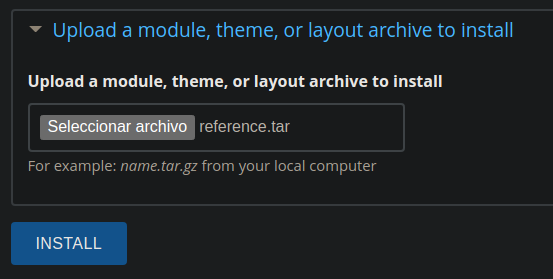 Upload a module, theme, or layout archive to install
Upload a module, theme, or layout archive to install
Seleccionar archivo reference.tar
For example: name.tar.gz from your local computer
INSTALL